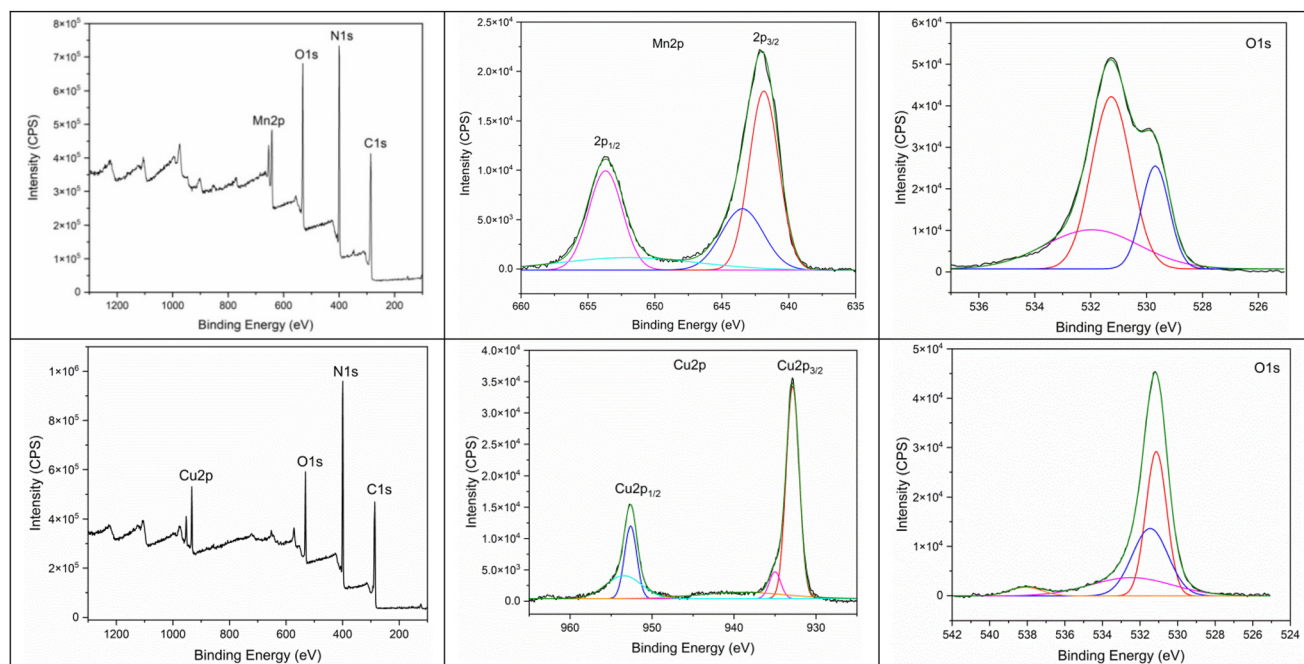 8×10⁵
7×10⁵
6×10⁵
5×10⁵
4×10⁵
3×10⁵
2×10⁵
1×10⁵
0
Intensity (CPS)
N1s
O1s
Mn2p
C1s
1200 1000 800 600 400 200
Binding Energy (eV)
2.5×10⁴
2.0×10⁴
1.5×10⁴
1.0×10⁴
5.0×10³
0.0
Intensity (CPS)
Mn2p
2p₃/₂
2p₁/₂
660 655 650 645 640 635
Binding Energy (eV)
6×10⁴
5×10⁴
4×10⁴
3×10⁴
2×10⁴
1×10⁴
0
Intensity (CPS)
O1s
536 534 532 530 528 526
Binding Energy (eV)
1×10⁶
8×10⁵
6×10⁵
4×10⁵
2×10⁵
0
Intensity (CPS)
N1s
O1s
Cu2p
C1s
1200 1000 800 600 400 200
Binding Energy (eV)
4.0×10⁴
3.5×10⁴
3.0×10⁴
2.5×10⁴
2.0×10⁴
1.5×10⁴
1.0×10⁴
5.0×10³
0.0
Intensity (CPS)
Cu2p
Cu2p₃/₂
Cu2p₁/₂
960 950 940 930
Binding Energy (eV)
5×10⁴
4×10⁴
3×10⁴
2×10⁴
1×10⁴
0
Intensity (CPS)
O1s
542 540 538 536 534 532 530 528 526 524
Binding Energy (eV)